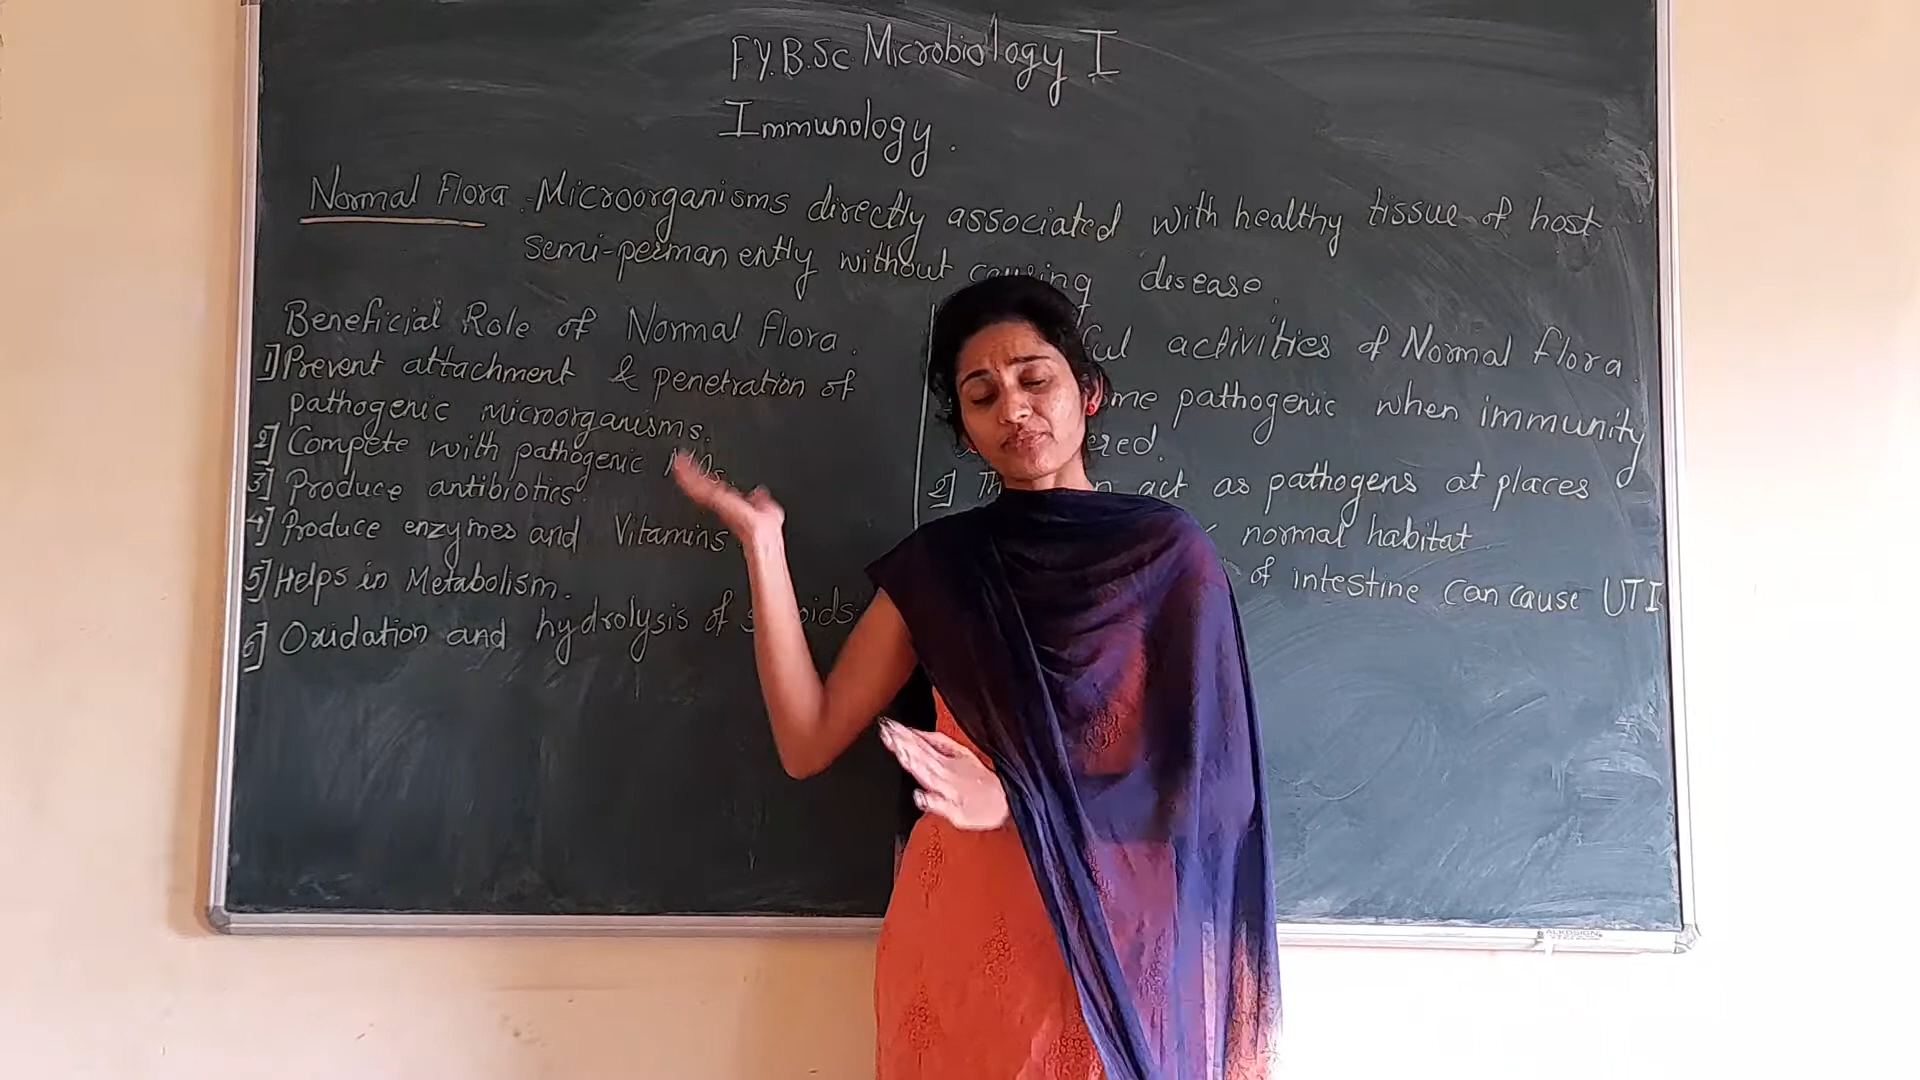 F.Y.B.Sc Microbiology I
Immunology.
Normal Flora :- Microorganisms directly associated with healthy tissue of host
semi-permanently without causing disease.
Beneficial Role of Normal flora.
1] Prevent attachment & penetration of
pathogenic microorganisms.
2] Compete with pathogenic MOs.
3] Produce antibiotics.
4] Produce enzymes and Vitamins
5] Helps in Metabolism.
6] Oxidation and hydrolysis of
activities of Normal flora.
pathogenic when immunity
2] act as pathogens at places
normal habitat
of intestine can cause UTI